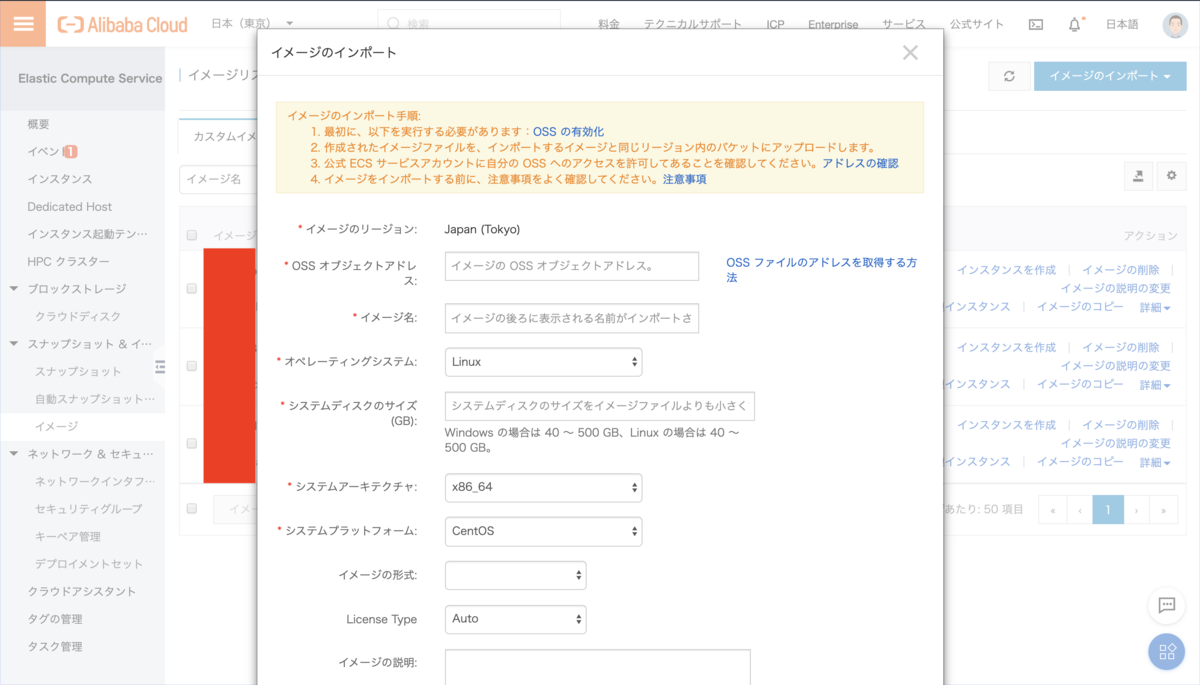 Alibaba Cloud
日本（東京）
検索
料金
テクニカルサポート
ICP
Enterprise
サービス
公式サイト
日本語
Elastic Compute Service
概要
イベン
1
インスタンス
Dedicated Host
インスタンス起動テン…
HPC クラスター
ブロックストレージ
クラウドディスク
スナップショット & イ…
スナップショット
自動スナップショット…
イメージ
ネットワーク & セキュ…
ネットワークインタフ…
セキュリティグループ
キーペア管理
デプロイメントセット
クラウドアシスタント
タグの管理
タスク管理
イメージリス
カスタムイメ
イメージ名
イメージ
イメー
イメージのインポート
イメージのインポート手順:
1. 最初に、以下を実行する必要があります：OSS の有効化
2. 作成されたイメージファイルを、インポートするイメージと同じリージョン内のバケットにアップロードします。
3. 公式 ECS サービスアカウントに自分の OSS へのアクセスを許可してあることを確認してください。アドレスの確認
4. イメージをインポートする前に、注意事項をよく確認してください。注意事項
* イメージのリージョン: Japan (Tokyo)
* OSS オブジェクトアドレ
ス:
イメージの OSS オブジェクトアドレス。
OSS ファイルのアドレスを取得する方
法
* イメージ名: イメージの後ろに表示される名前がインポートさ
* オペレーティングシステム: Linux
* システムディスクのサイズ
(GB):
システムディスクのサイズをイメージファイルよりも小さく
Windows の場合は 40 ～ 500 GB、Linux の場合は 40 ～
500 GB。
* システムアーキテクチャ: x86_64
* システムプラットフォーム: CentOS
イメージの形式:
License Type Auto
イメージの説明:
イメージのインポート
アクション
インスタンスを作成 | イメージの削除 |
イメージの説明の変更
インスタンス | イメージのコピー 詳細
インスタンスを作成 | イメージの削除 |
イメージの説明の変更
インスタンス | イメージのコピー 詳細
インスタンスを作成 | イメージの削除 |
イメージの説明の変更
インスタンス | イメージのコピー 詳細
あたり: 50 項目
« ‹ 1 › »